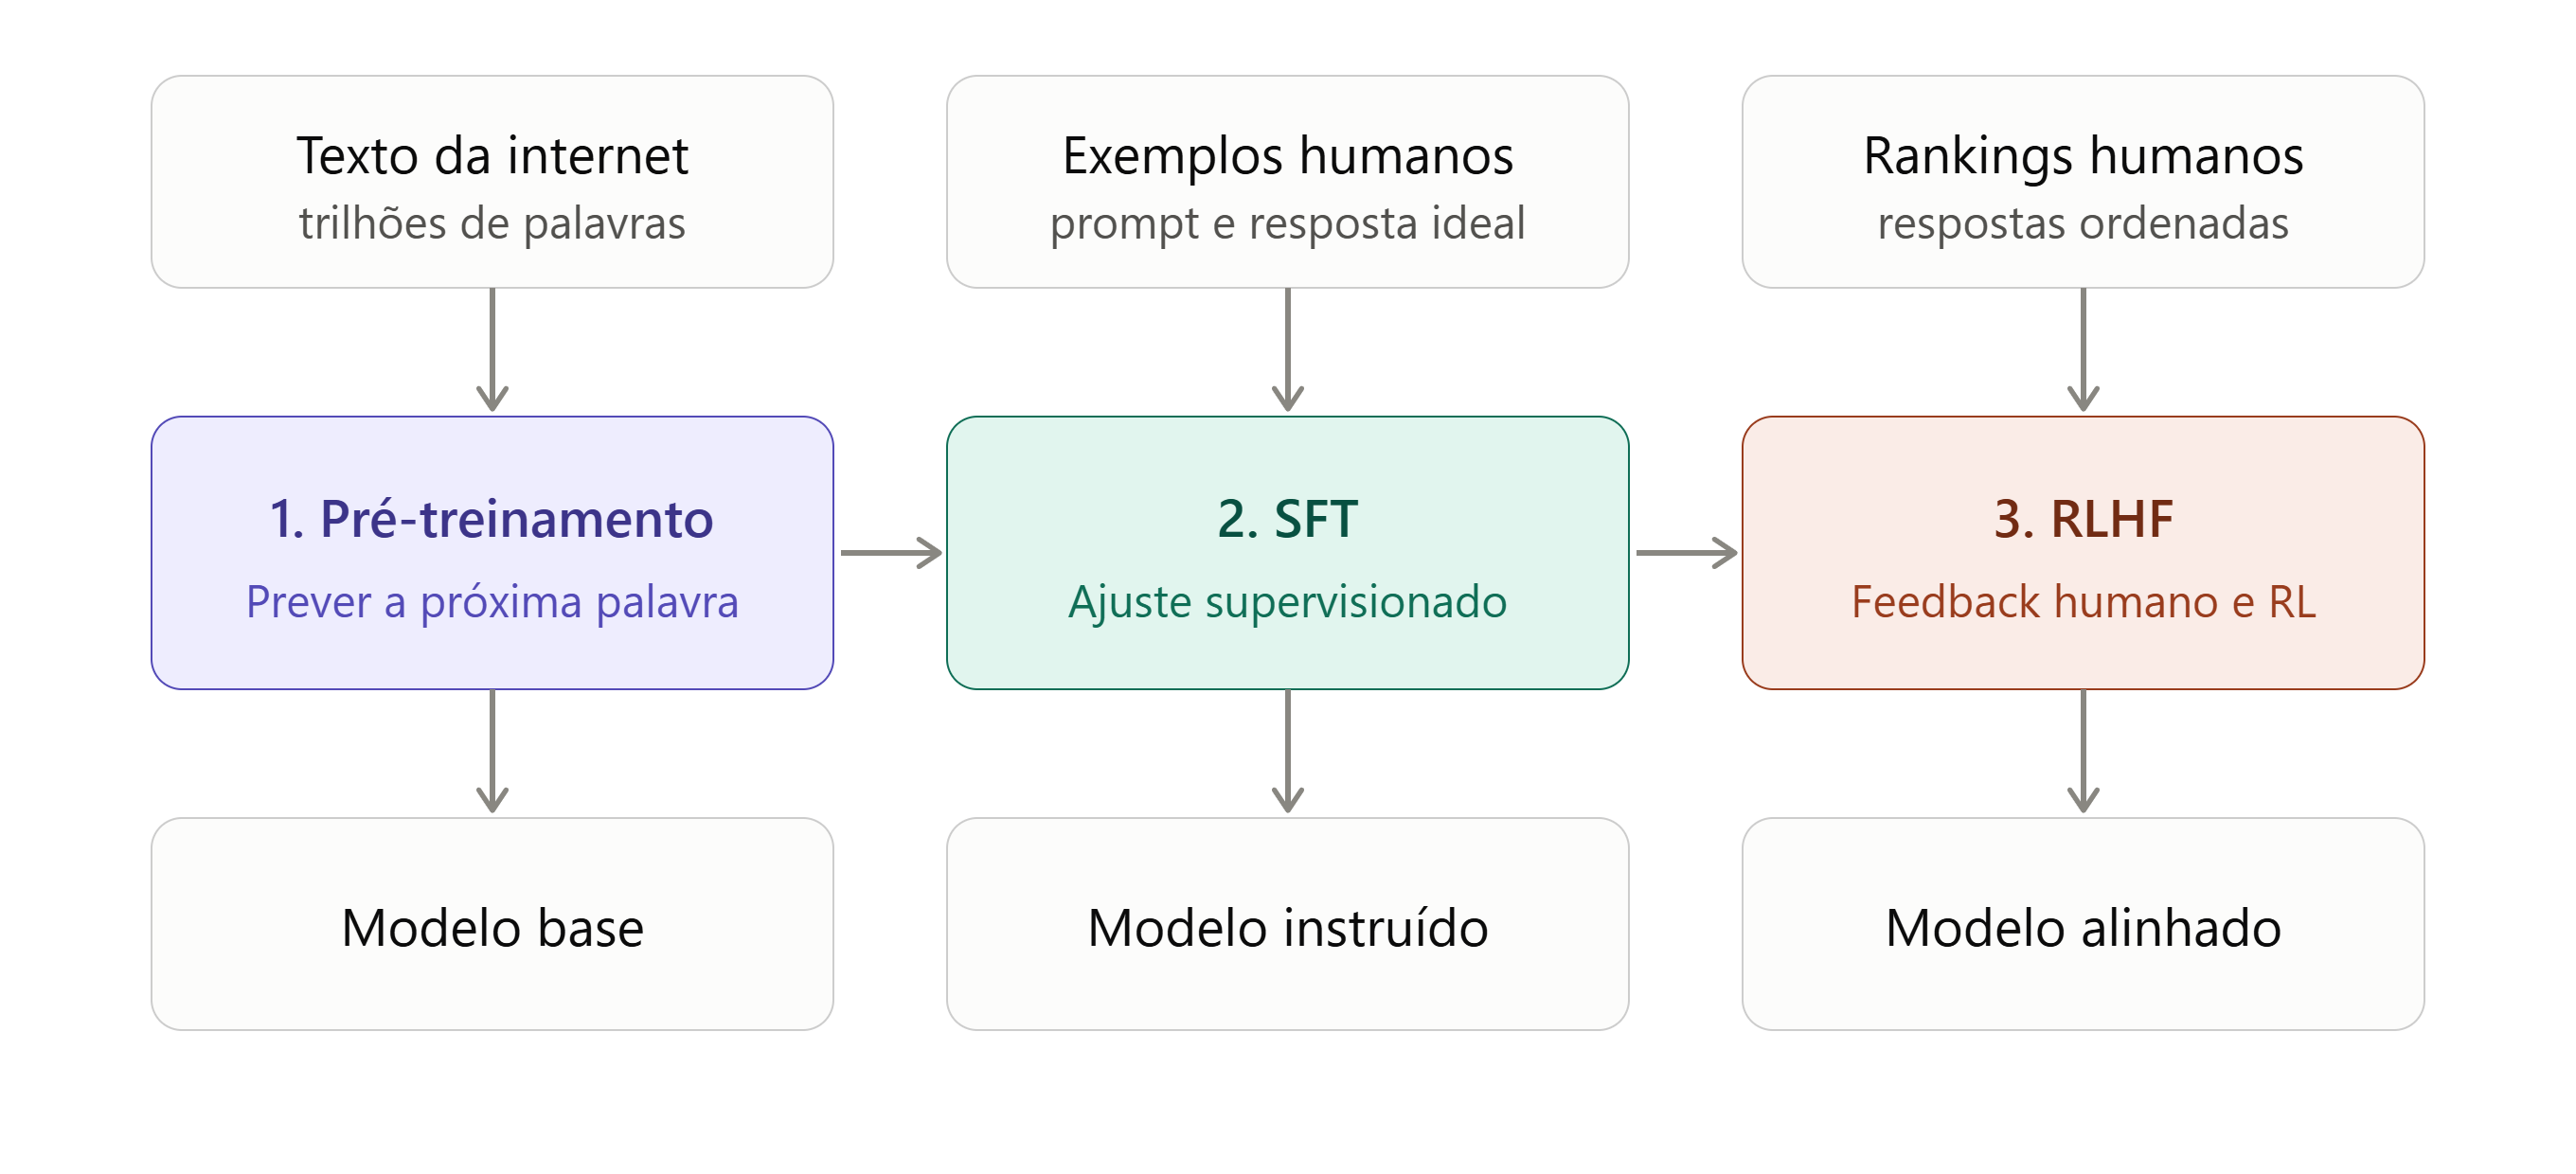 Texto da internet
trilhões de palavras
Exemplos humanos
prompt e resposta ideal
Rankings humanos
respostas ordenadas
1. Pré-treinamento
Prever a próxima palavra
2. SFT
Ajuste supervisionado
3. RLHF
Feedback humano e RL
Modelo base
Modelo instruído
Modelo alinhado